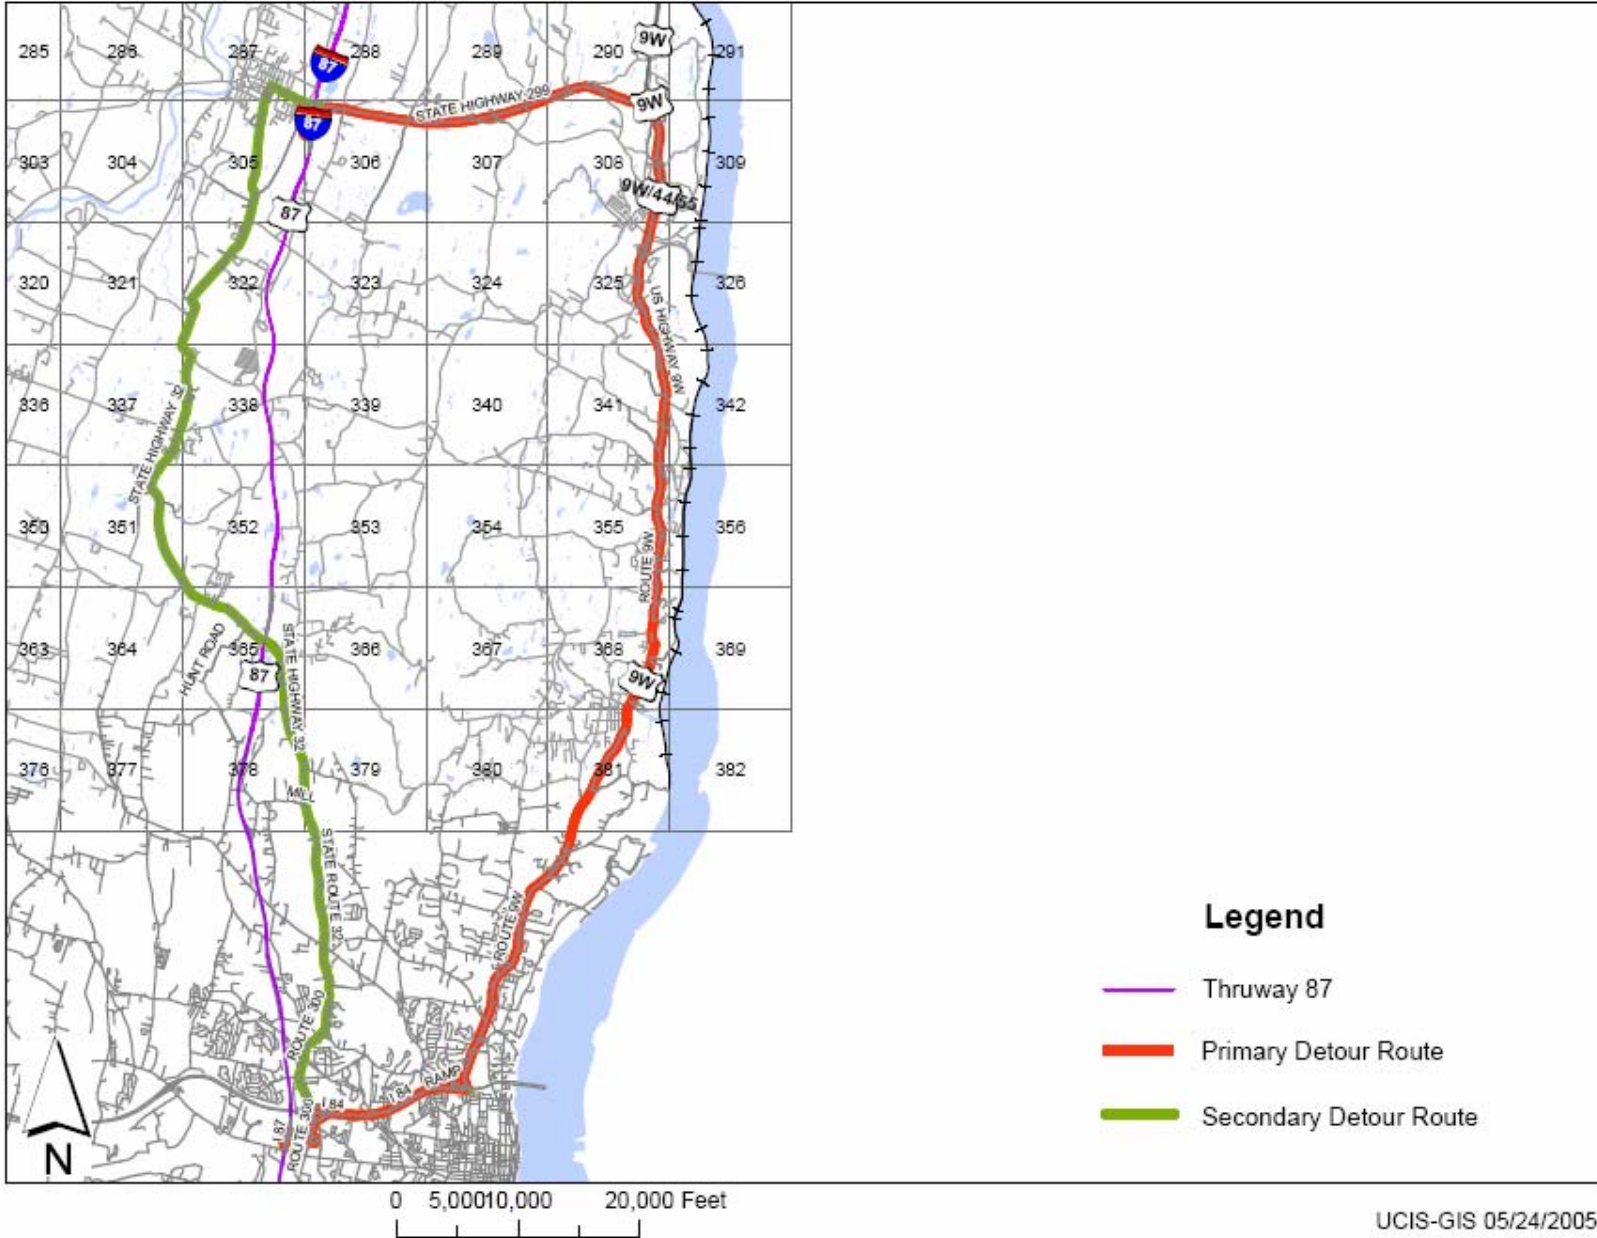 285 286 287 288 289 290 9W 291
87
STATE HIGHWAY 299
9W
87
303 304 305 306 307 308 309
9W/44/55
87
320 321 322 323 324 325 326
US HIGHWAY 9W
STATE HIGHWAY 32
336 337 338 339 340 341 342
350 351 352 353 354 355 356
ROUTE 9W
HUNT ROAD
STATE HIGHWAY 32
363 364 365 366 367 368 369
87
9W
376 377 378 379 380 381 382
MILL
STATE ROUTE 32
ROUTE 9W
ROUTE 300
RAMP
I 84
I 84
I 87
ROUTE 300
N
Legend
Thruway 87
Primary Detour Route
Secondary Detour Route
0 5,000 10,000 20,000 Feet
UCIS-GIS 05/24/2005